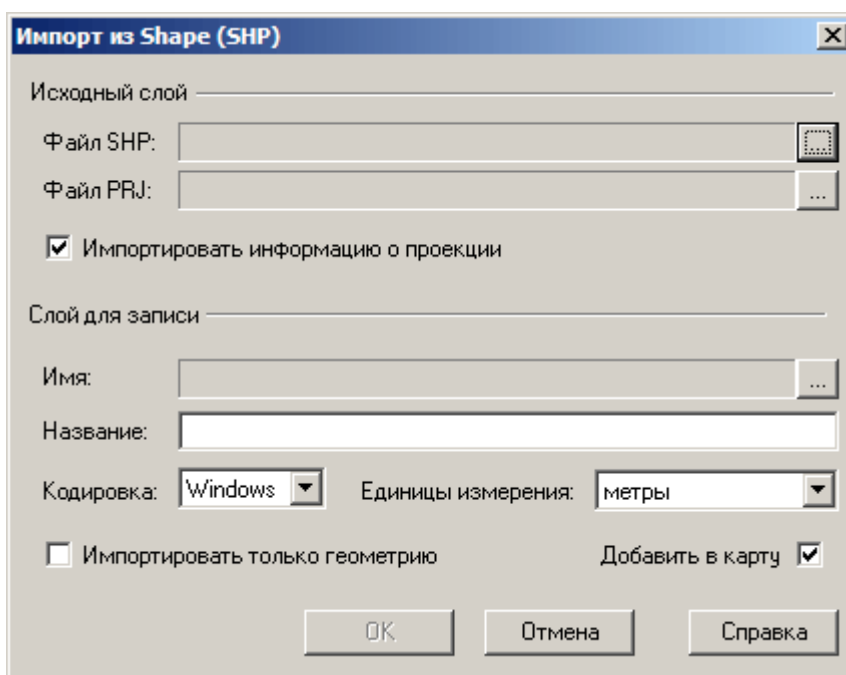 Импорт из Shape (SHP)
Исходный слой
Файл SHP: ...
Файл PRJ: ...
Импортировать информацию о проекции
Слой для записи
Имя: ...
Название:
Кодировка: Windows Единицы измерения: метры
Импортировать только геометрию Добавить в карту
OK Отмена Справка